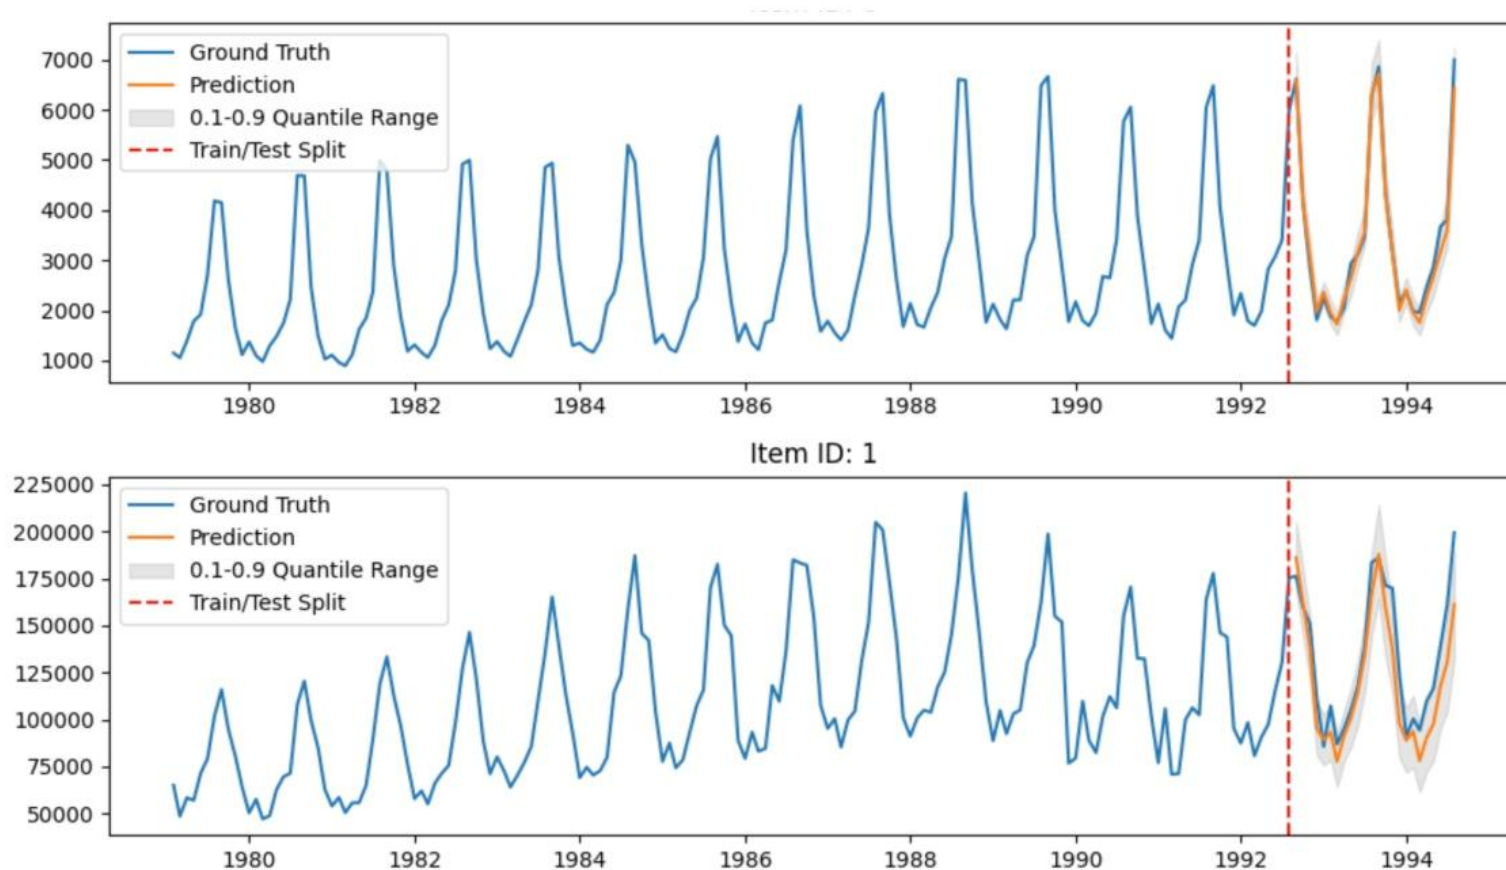 Ground Truth
Prediction
0.1-0.9 Quantile Range
Train/Test Split
7000
6000
5000
4000
3000
2000
1000
1980 1982 1984 1986 1988 1990 1992 1994
Item ID: 1
Ground Truth
Prediction
0.1-0.9 Quantile Range
Train/Test Split
225000
200000
175000
150000
125000
100000
75000
50000
1980 1982 1984 1986 1988 1990 1992 1994